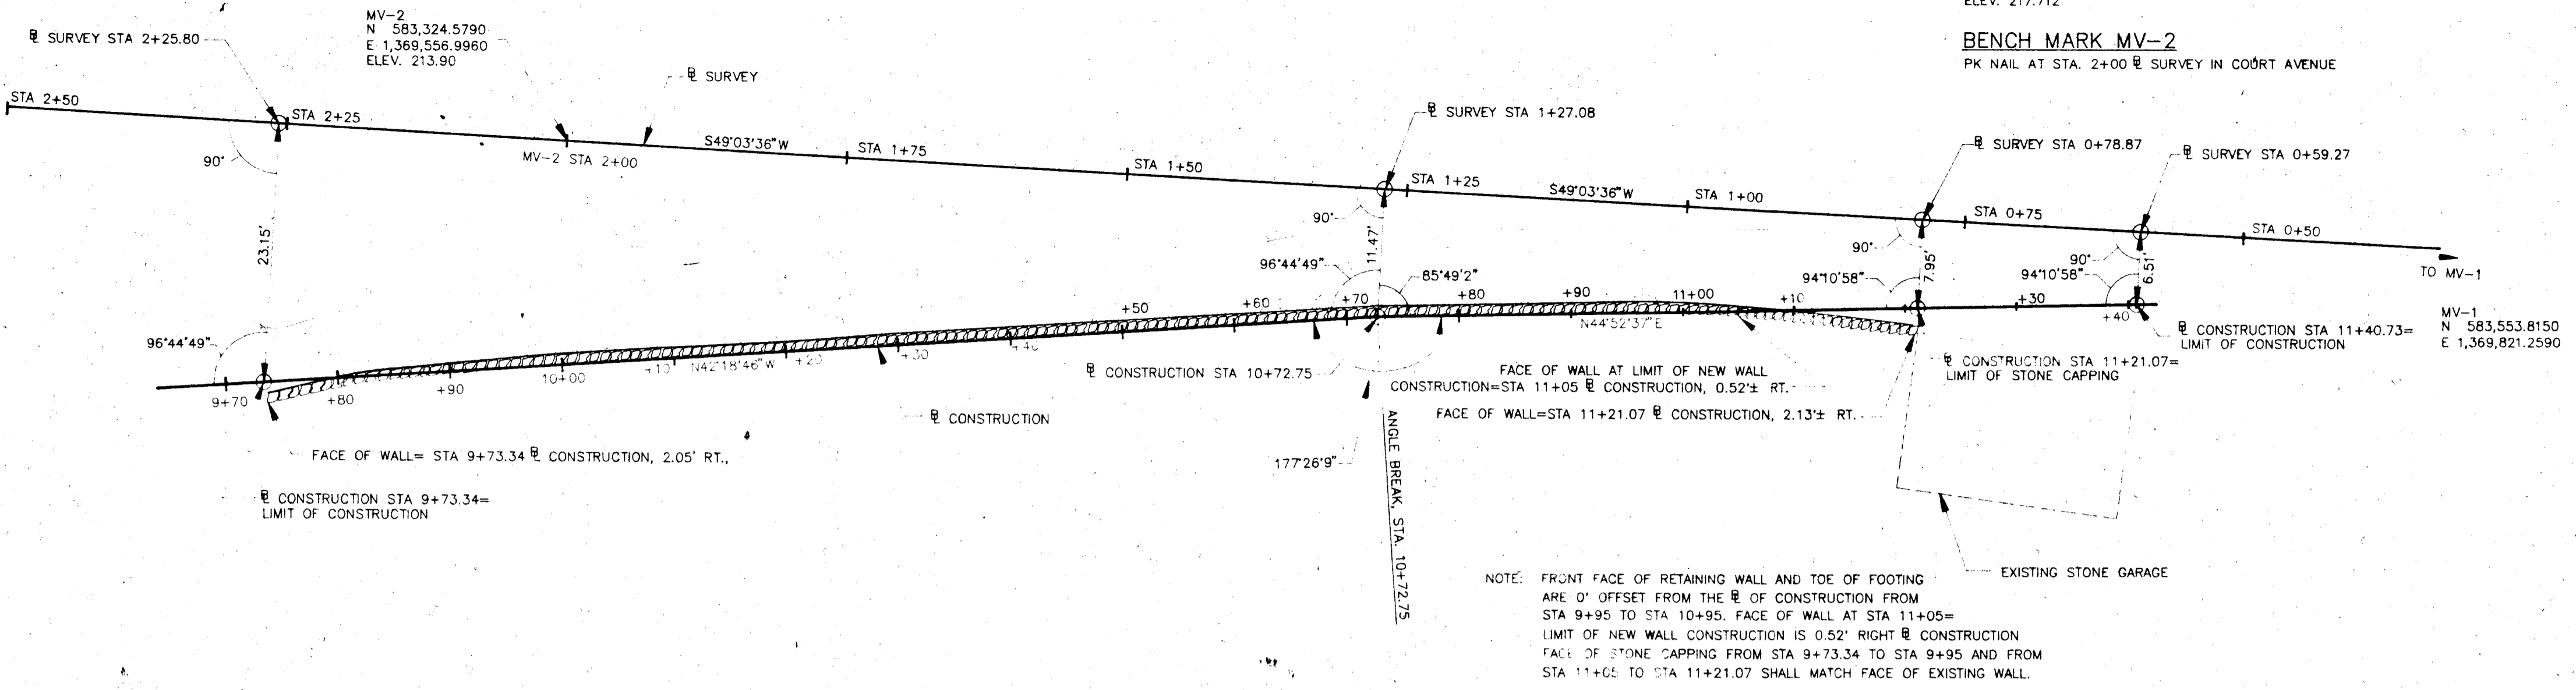 ELEV. 217.712
BENCH MARK MV-2
PK NAIL AT STA. 2+00 ℄ SURVEY IN COURT AVENUE
MV-2
N 583,324.5790
E 1,369,556.9960
ELEV. 213.90
℄ SURVEY STA 2+25.80
℄ SURVEY
STA 2+50
STA 2+25
MV-2 STA 2+00
S49°03'36"W
STA 1+75
STA 1+50
℄ SURVEY STA 1+27.08
STA 1+25
S49°03'36"W
STA 1+00
℄ SURVEY STA 0+78.87
STA 0+75
℄ SURVEY STA 0+59.27
STA 0+50
TO MV-1
90°
90°
90°
90°
23.15'
11.47'
7.95'
6.51'
96°44'49"
96°44'49"
85°49'2"
94°10'58"
94°10'58"
MV-1
N 583,553.8150
E 1,369,821.2590
9+70
+80
+90
10+00
+10
N42°18'46"W
+20
+30
+40
+50
+60
+70
+80
+90
11+00
N44°52'37"E
+10
+30
+40
℄ CONSTRUCTION STA 11+40.73=
LIMIT OF CONSTRUCTION
℄ CONSTRUCTION STA 11+21.07=
LIMIT OF STONE CAPPING
℄ CONSTRUCTION STA 10+72.75
FACE OF WALL AT LIMIT OF NEW WALL
CONSTRUCTION=STA 11+05 ℄ CONSTRUCTION, 0.52'± RT.
FACE OF WALL=STA 11+21.07 ℄ CONSTRUCTION, 2.13'± RT.
℄ CONSTRUCTION
FACE OF WALL= STA 9+73.34 ℄ CONSTRUCTION, 2.05' RT.,
℄ CONSTRUCTION STA 9+73.34=
LIMIT OF CONSTRUCTION
177°26'9"
ANGLE BREAK, STA. 10+72.75
EXISTING STONE GARAGE
NOTE: FRONT FACE OF RETAINING WALL AND TOE OF FOOTING
ARE 0' OFFSET FROM THE ℄ OF CONSTRUCTION FROM
STA 9+95 TO STA 10+95. FACE OF WALL AT STA 11+05=
LIMIT OF NEW WALL CONSTRUCTION IS 0.52' RIGHT ℄ CONSTRUCTION
FACE OF STONE CAPPING FROM STA 9+73.34 TO STA 9+95 AND FROM
STA 11+05 TO STA 11+21.07 SHALL MATCH FACE OF EXISTING WALL.